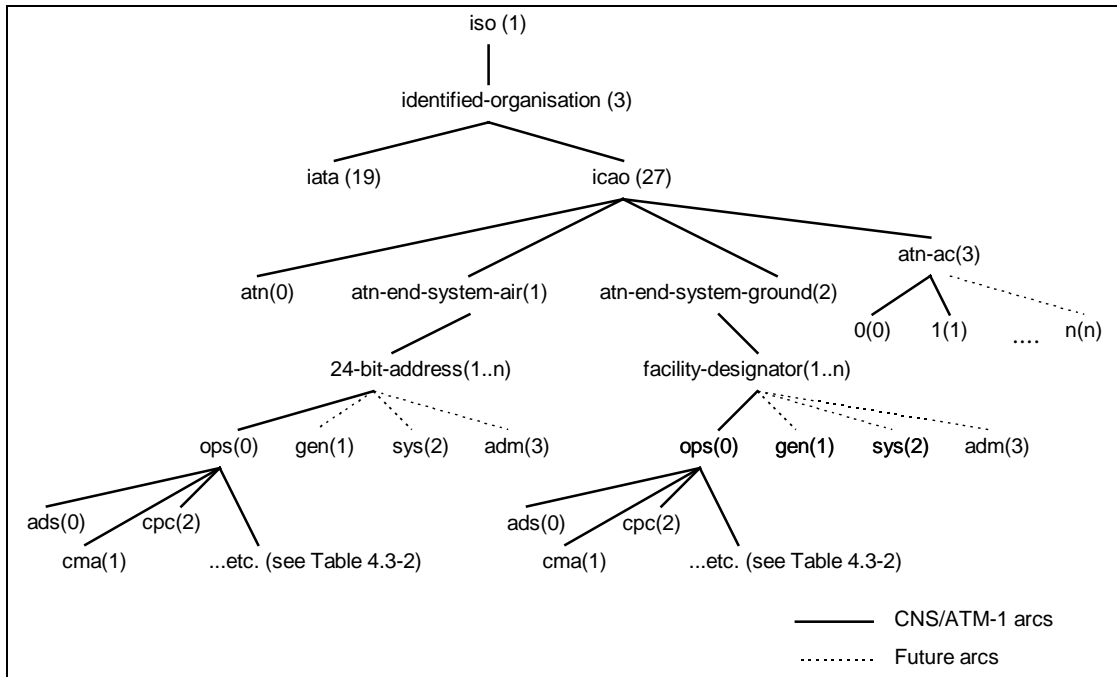 iso (1)
identified-organisation (3)
iata (19) icao (27)
atn-ac(3)
atn(0) atn-end-system-air(1) atn-end-system-ground(2)
0(0) 1(1) .... n(n)
24-bit-address(1..n) facility-designator(1..n)
ops(0) gen(1) sys(2) adm(3) ops(0) gen(1) sys(2) adm(3)
ads(0) cpc(2) ads(0) cpc(2)
cma(1) ...etc. (see Table 4.3-2) cma(1) ...etc. (see Table 4.3-2)
CNS/ATM-1 arcs
Future arcs